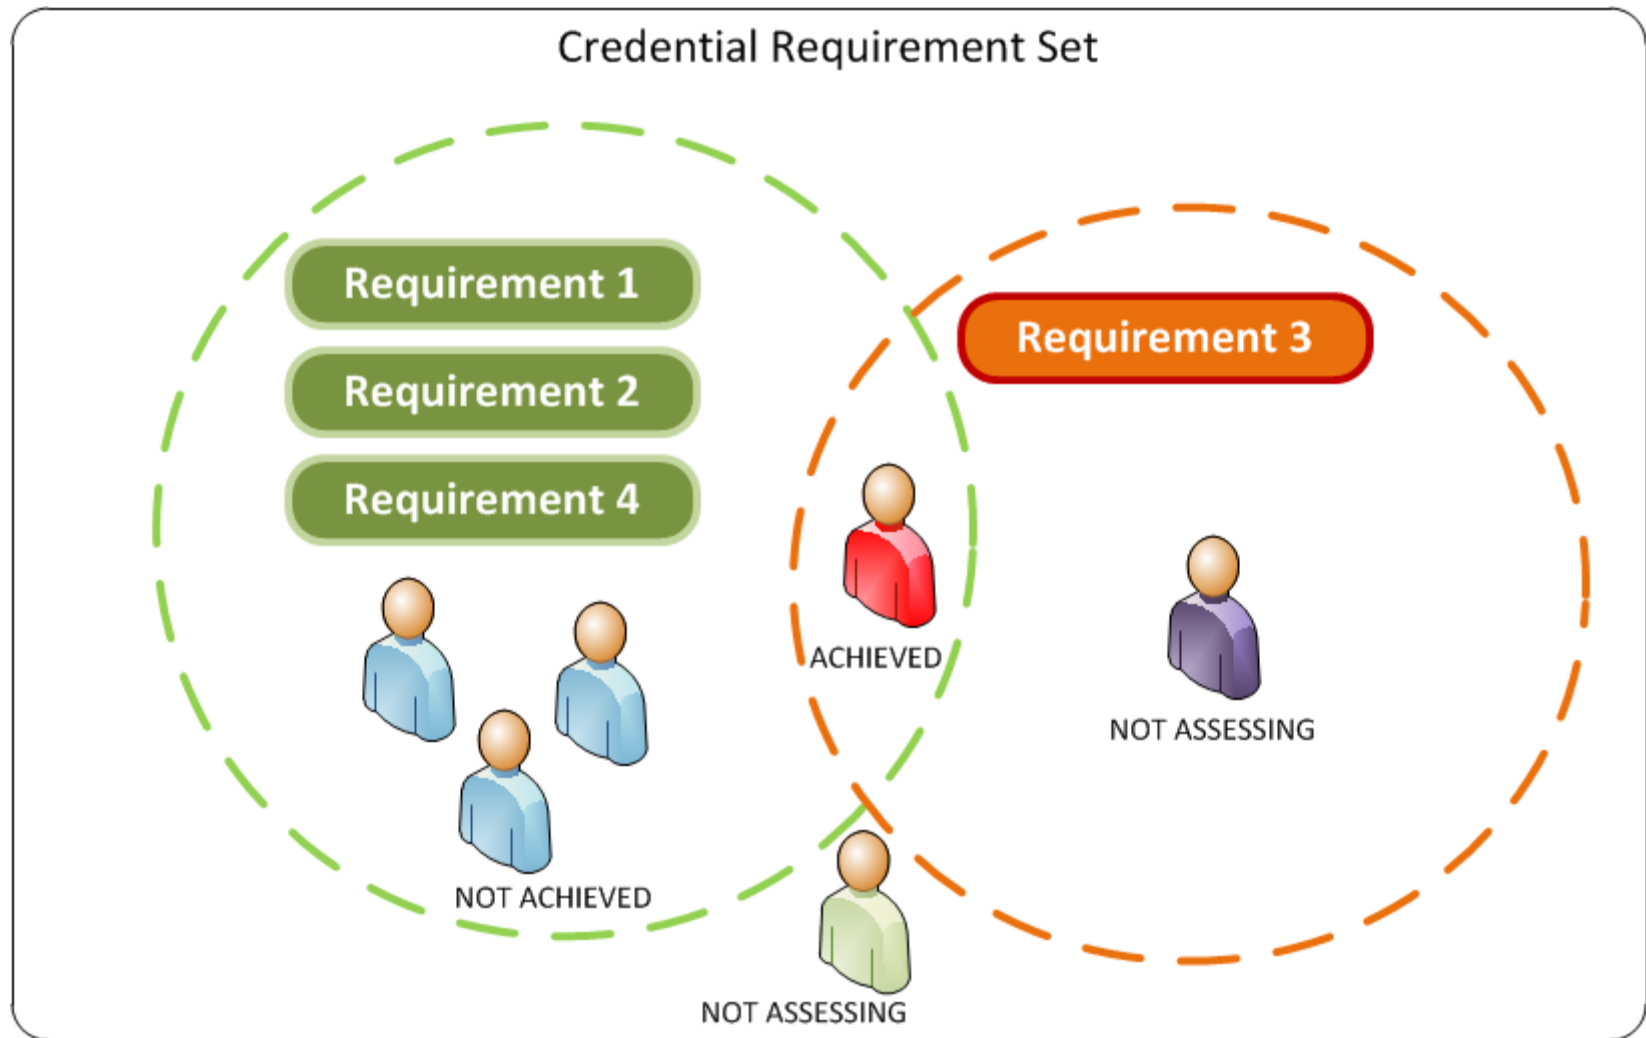 Credential Requirement Set
Requirement 1
Requirement 2
Requirement 4
Requirement 3
ACHIEVED
NOT ASSESSING
NOT ACHIEVED
NOT ASSESSING